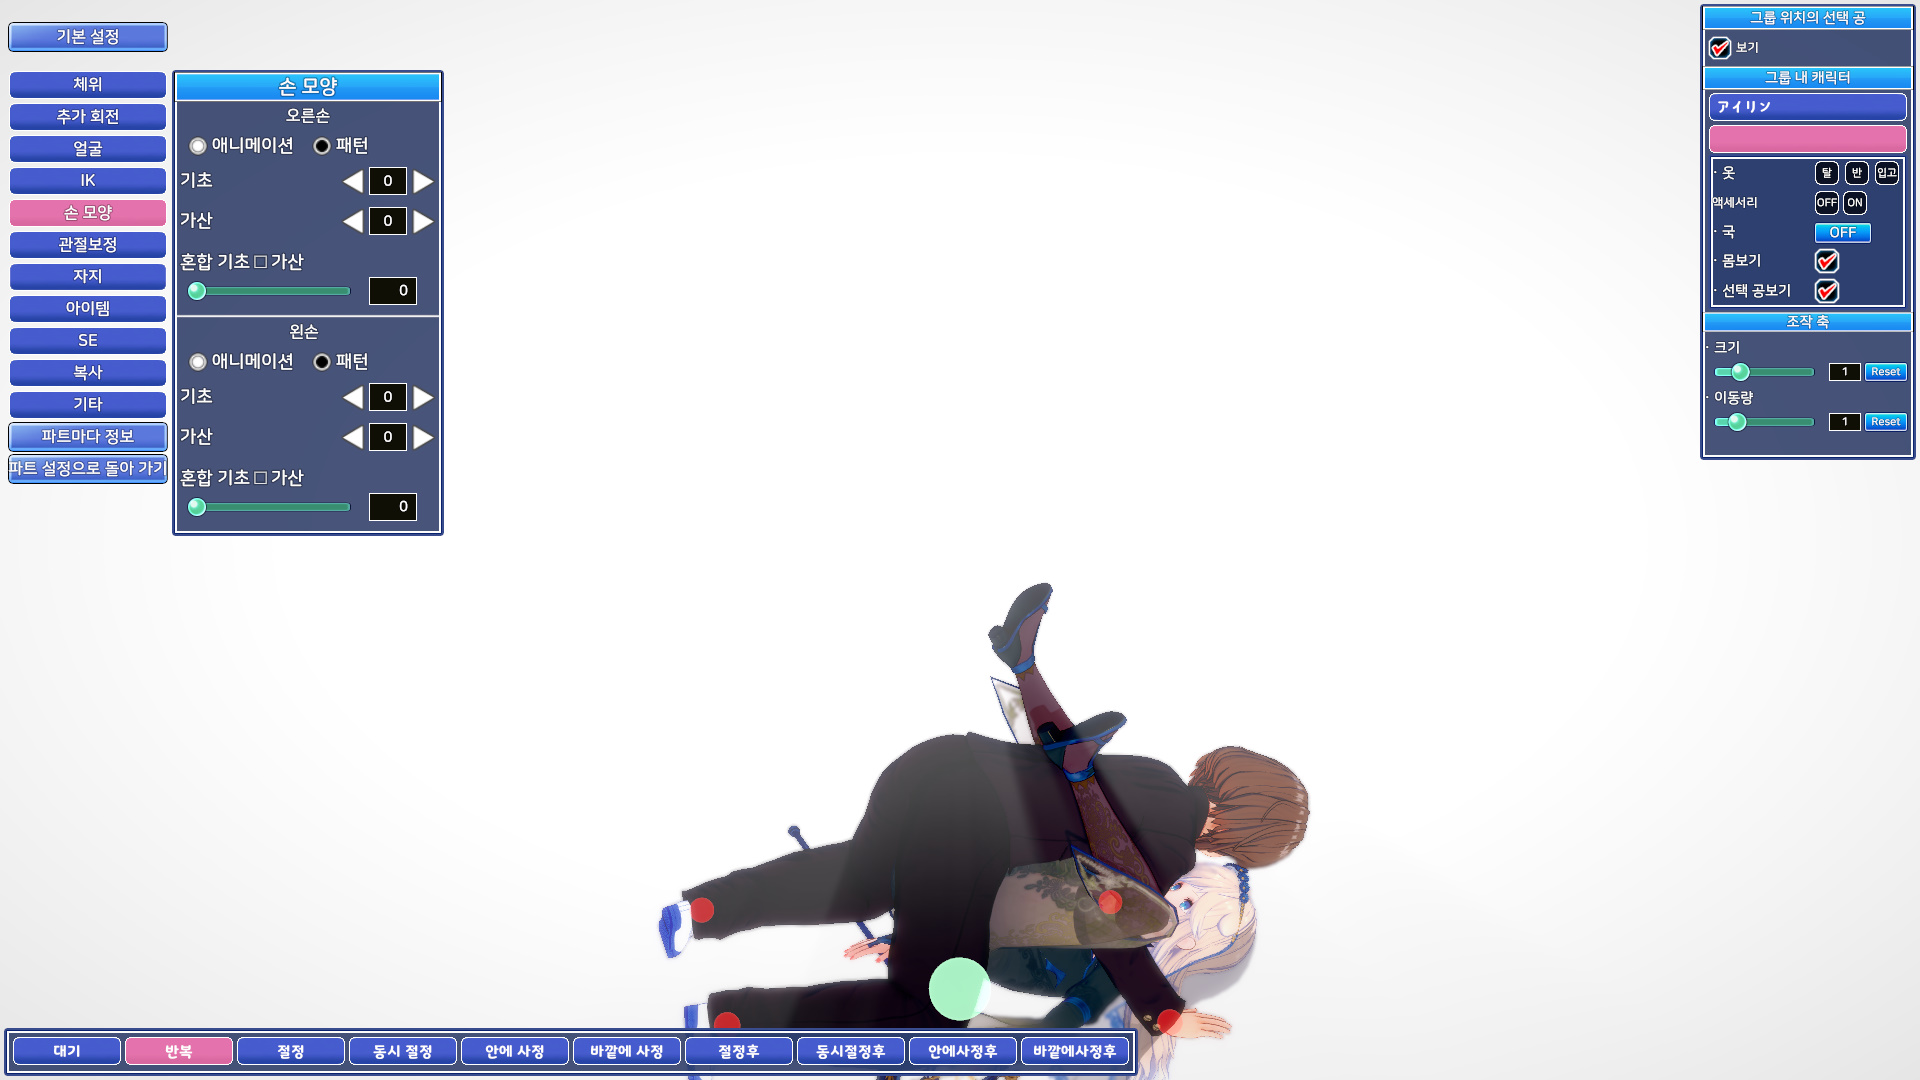 기본 설정
체위
추가 회전
얼굴
IK
손 모양
관절보정
자지
아이템
SE
복사
기타
파트마다 정보
파트 설정으로 돌아 가기
손 모양
오른손
애니메이션 패턴
기초 0
가산 0
혼합 기초□가산
0
왼손
애니메이션 패턴
기초 0
가산 0
혼합 기초□가산
0
그룹 위치의 선택 공
보기
그룹 내 캐릭터
アイリン
· 옷 탈 반 입고
액세서리 OFF ON
· 국 OFF
· 몸보기
· 선택 공보기
조작 축
· 크기
1 Reset
· 이동량
1 Reset
대기 반복 절정 동시 절정 안에 사정 바깥에 사정 절정후 동시절정후 안에사정후 바깥에사정후